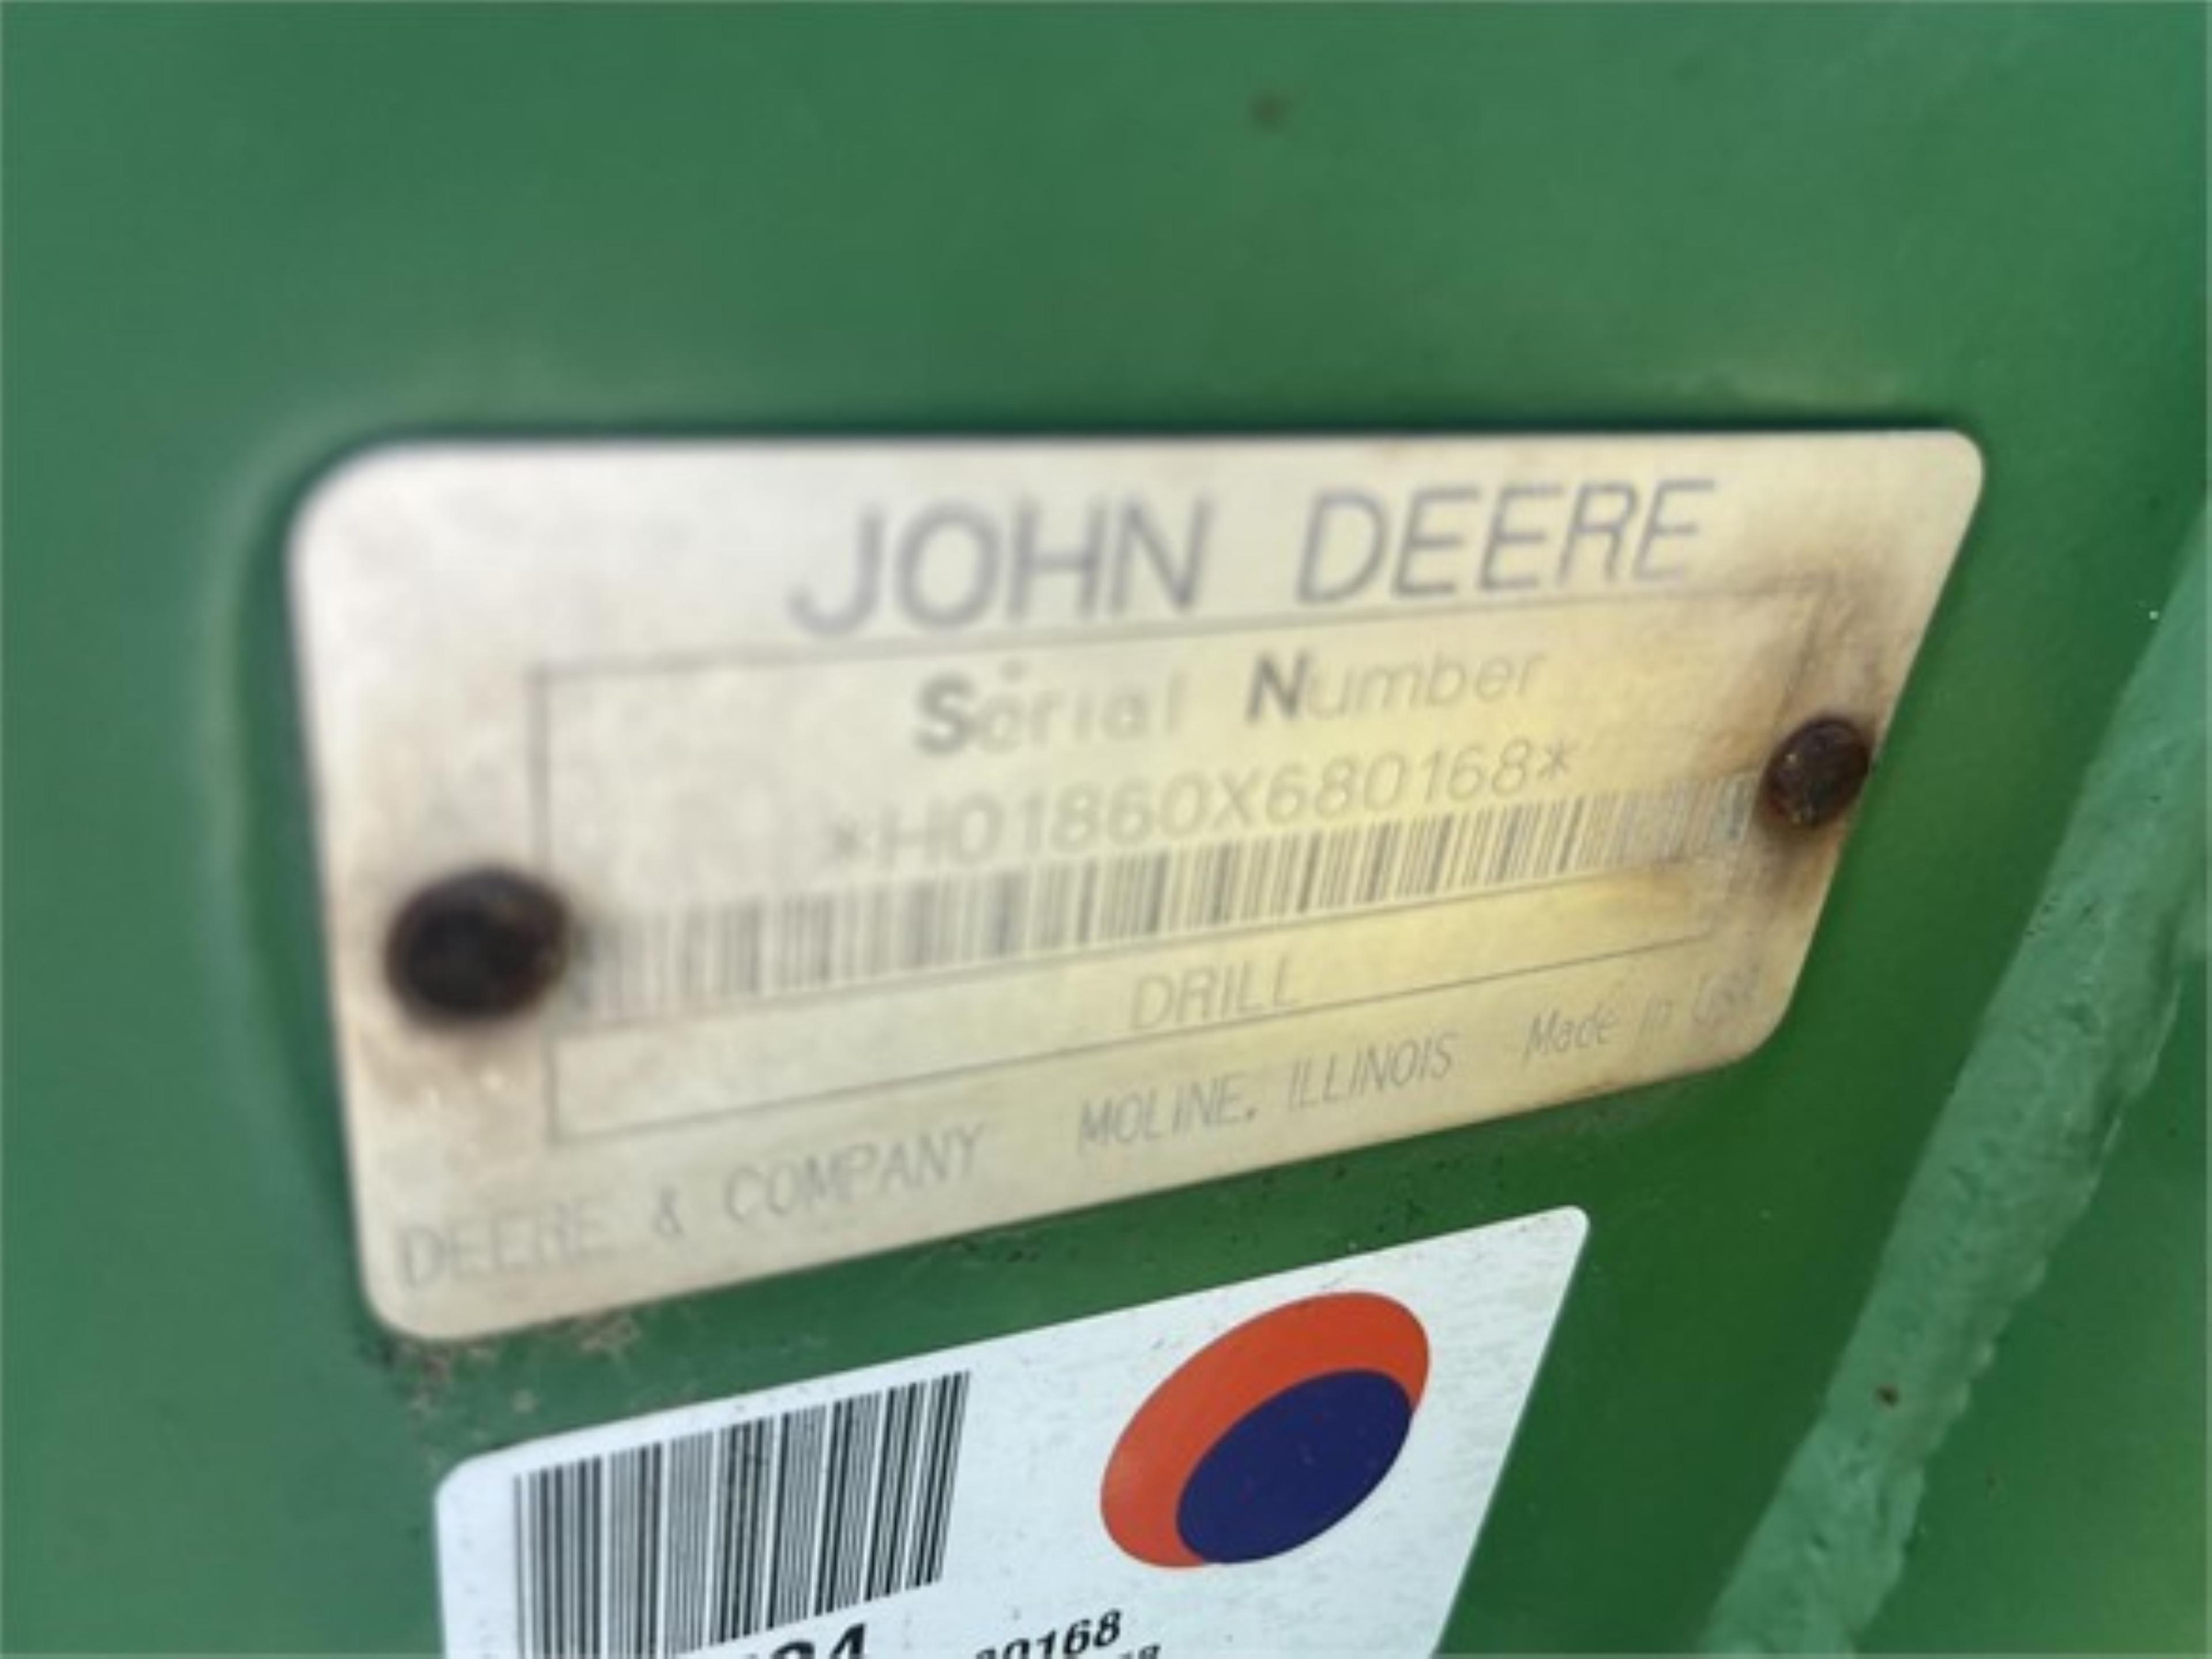 JOHN DEERE
Serial Number
*H01860X680168*
DRILL
DEERE & COMPANY MOLINE, ILLINOIS Made in USA